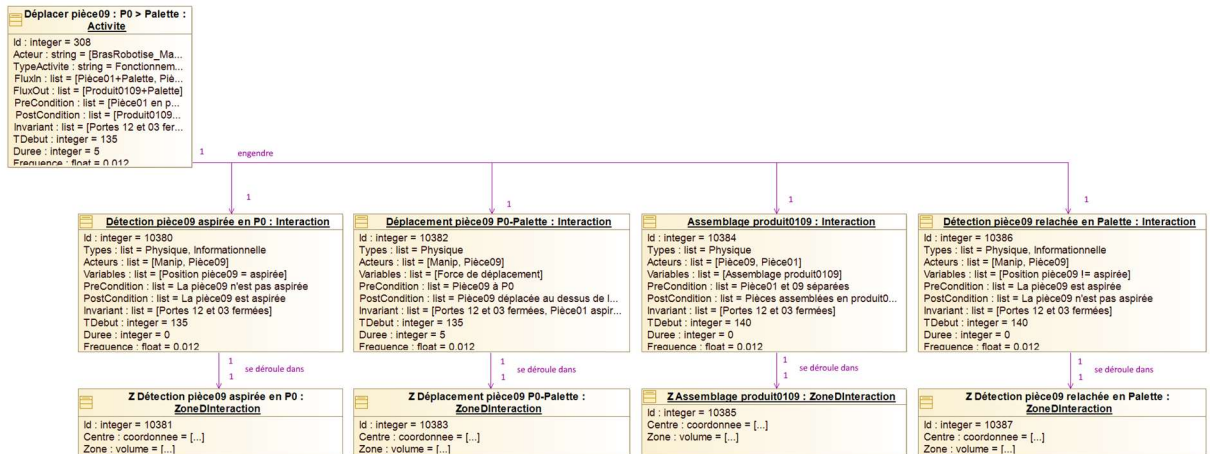 Déplacer pièce09 : P0 > Palette :
Activite
Id : integer = 308
Acteur : string = [BrasRobotise_Ma...
TypeActivite : string = Fonctionnem...
FluxIn : list = [Pièce01+Palette, Piè...
FluxOut : list = [Produit0109+Palette]
PreCondition : list = [Pièce01 en p...
PostCondition : list = [Produit0109...
Invariant : list = [Portes 12 et 03 fer...
TDebut : integer = 135
Duree : integer = 5
Frequence : float = 0.012
1
engendre
1
1
1
1
Détection pièce09 aspirée en P0 : Interaction
Id : integer = 10380
Types : list = Physique, Informationnelle
Acteurs : list = [Manip, Pièce09]
Variables : list = [Position pièce09 = aspirée]
PreCondition : list = La pièce09 n'est pas aspirée
PostCondition : list = La pièce09 est aspirée
Invariant : list = [Portes 12 et 03 fermées]
TDebut : integer = 135
Duree : integer = 0
Frequence : float = 0.012
Déplacement pièce09 P0-Palette : Interaction
Id : integer = 10382
Types : list = Physique
Acteurs : list = [Manip, Pièce09]
Variables : list = [Force de déplacement]
PreCondition : list = Pièce09 à P0
PostCondition : list = Pièce09 déplacée au dessus de l...
Invariant : list = [Portes 12 et 03 fermées, Pièce01 aspir...
TDebut : integer = 135
Duree : integer = 5
Frequence : float = 0.012
Assemblage produit0109 : Interaction
Id : integer = 10384
Types : list = Physique
Acteurs : list = [Pièce09, Pièce01]
Variables : list = [Assemblage produit0109]
PreCondition : list = Pièce01 et 09 séparées
PostCondition : list = Pièces assemblées en produit0...
Invariant : list = [Portes 12 et 03 fermées]
TDebut : integer = 140
Duree : integer = 0
Frequence : float = 0.012
Détection pièce09 relachée en Palette : Interaction
Id : integer = 10386
Types : list = Physique, Informationnelle
Acteurs : list = [Manip, Pièce09]
Variables : list = [Position pièce09 != aspirée]
PreCondition : list = La pièce09 est aspirée
PostCondition : list = La pièce09 n'est pas aspirée
Invariant : list = [Portes 12 et 03 fermées]
TDebut : integer = 140
Duree : integer = 0
Frequence : float = 0.012
1
se déroule dans
1
1
se déroule dans
1
1
se déroule dans
1
1
se déroule dans
1
Z Détection pièce09 aspirée en P0 :
ZoneDInteraction
Id : integer = 10381
Centre : coordonnee = [...]
Zone : volume = [...]
Z Déplacement pièce09 P0-Palette :
ZoneDInteraction
Id : integer = 10383
Centre : coordonnee = [...]
Zone : volume = [...]
Z Assemblage produit0109 : ZoneDInteraction
Id : integer = 10385
Centre : coordonnee = [...]
Zone : volume = [...]
Z Détection pièce09 relachée en Palette :
ZoneDInteraction
Id : integer = 10387
Centre : coordonnee = [...]
Zone : volume = [...]